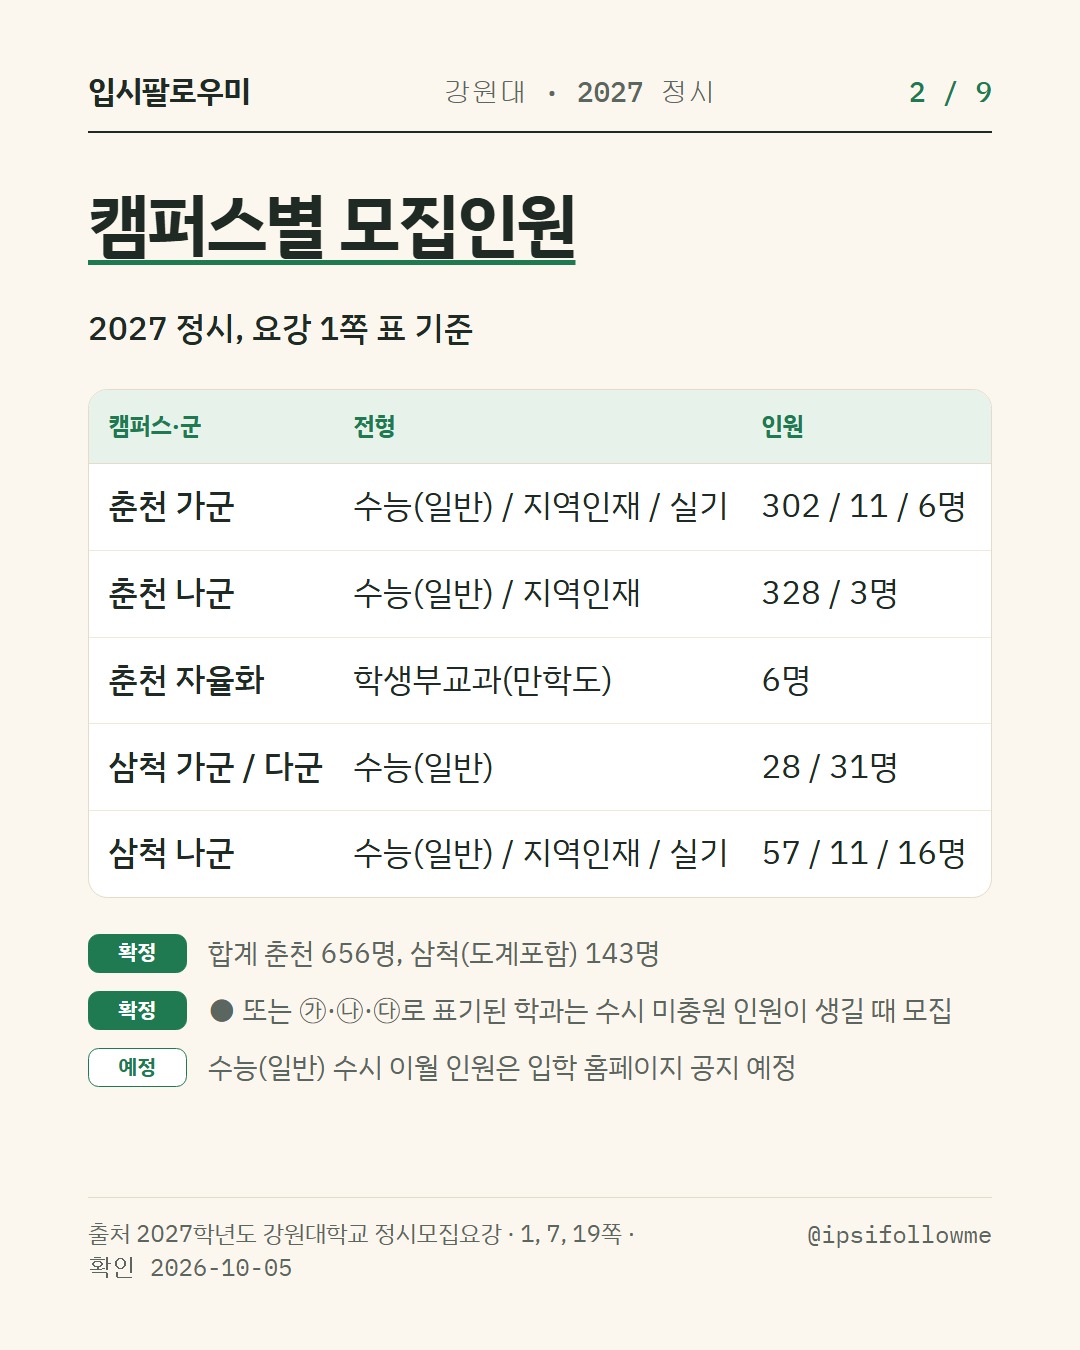 입시팔로우미
강원대 · 2027 정시
2 / 9
캠퍼스별 모집인원
2027 정시, 요강 1쪽 표 기준
캠퍼스·군 전형 인원
춘천 가군 수능(일반) / 지역인재 / 실기 302 / 11 / 6명
춘천 나군 수능(일반) / 지역인재 328 / 3명
춘천 자율화 학생부교과(만학도) 6명
삼척 가군 / 다군 수능(일반) 28 / 31명
삼척 나군 수능(일반) / 지역인재 / 실기 57 / 11 / 16명
확정 합계 춘천 656명, 삼척(도계포함) 143명
확정 ● 또는 ㉮·㉯·㉰로 표기된 학과는 수시 미충원 인원이 생길 때 모집
예정 수능(일반) 수시 이월 인원은 입학 홈페이지 공지 예정
출처 2027학년도 강원대학교 정시모집요강 · 1, 7, 19쪽 ·
확인 2026-10-05
@ipsifollowme